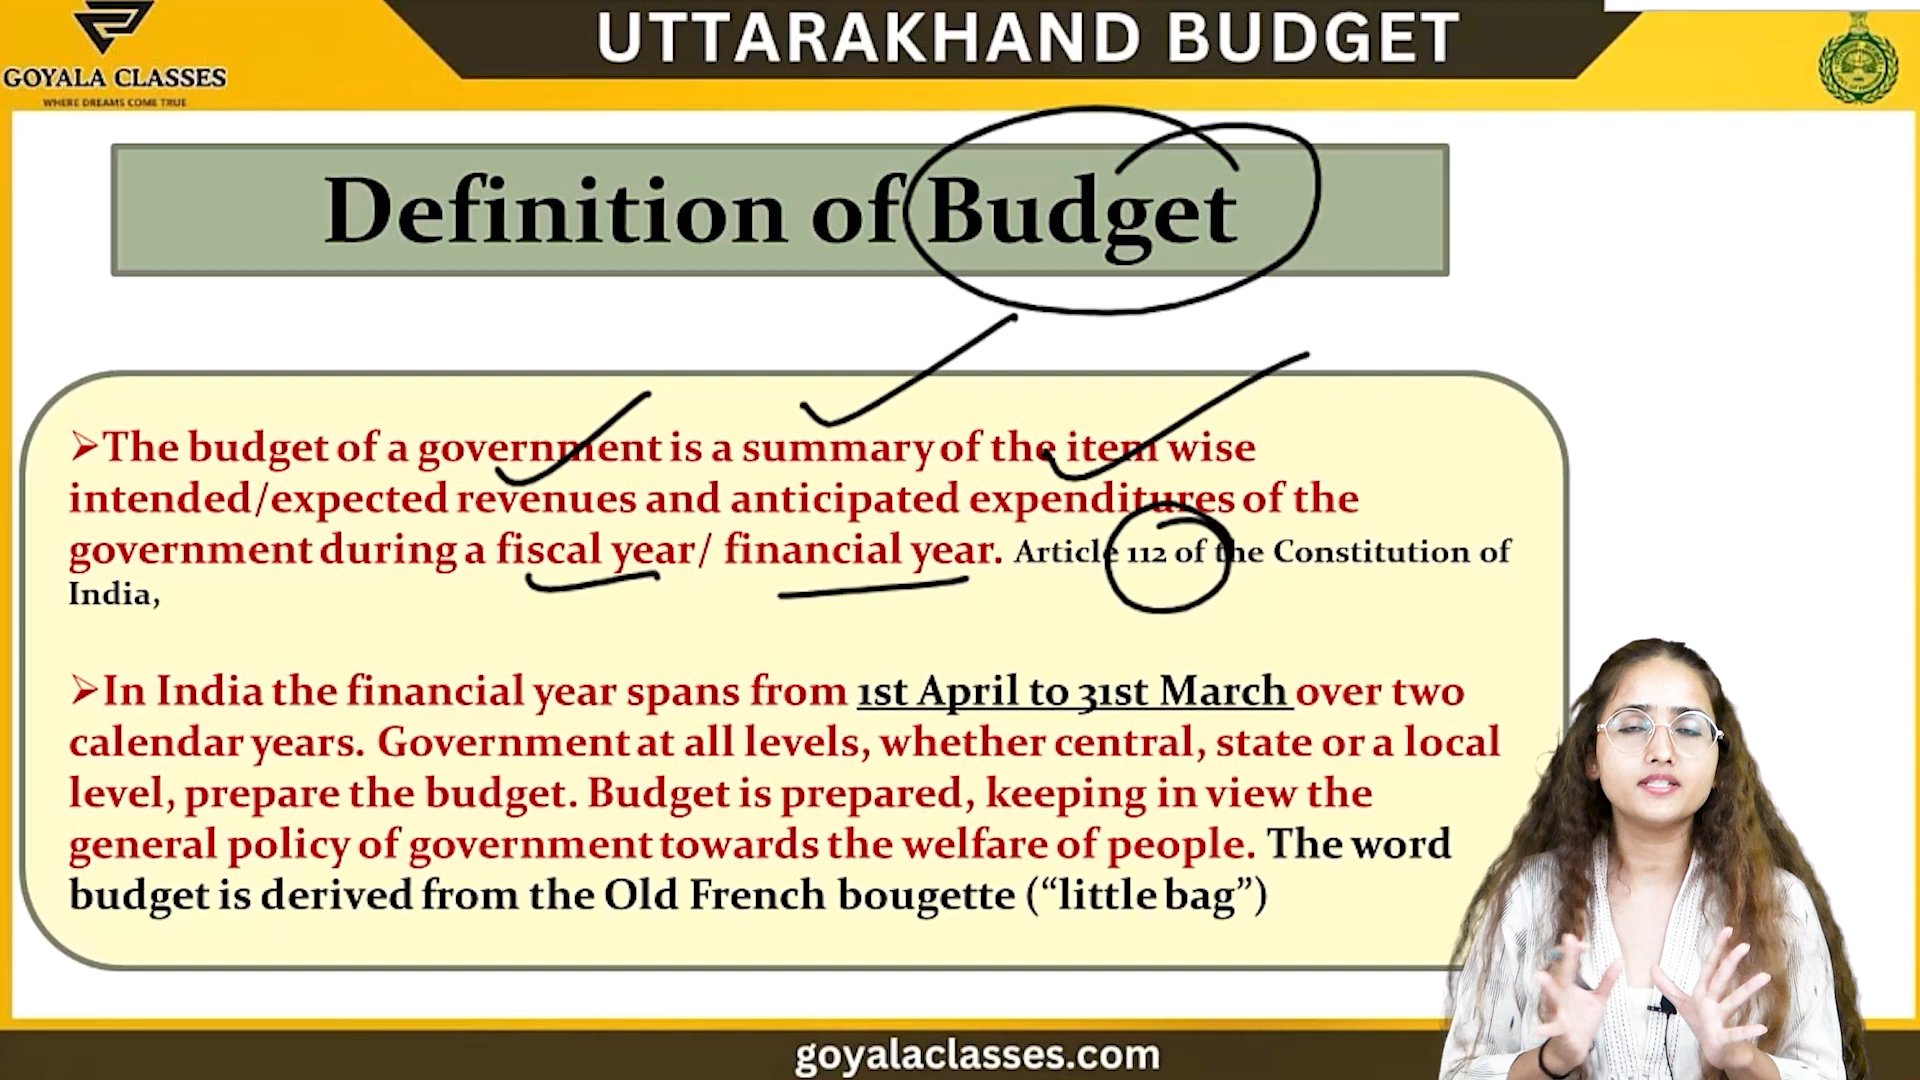 UTTARAKHAND BUDGET
GOYALA CLASSES
WHERE DREAMS COME TRUE
Definition of Budget
➢The budget of a government is a summary of the item wise
intended/expected revenues and anticipated expenditures of the
government during a fiscal year/ financial year. Article 112 of the Constitution of
India,
➢In India the financial year spans from 1st April to 31st March over two
calendar years. Government at all levels, whether central, state or a local
level, prepare the budget. Budget is prepared, keeping in view the
general policy of government towards the welfare of people. The word
budget is derived from the Old French bougette (“little bag”)
goyalaclasses.com